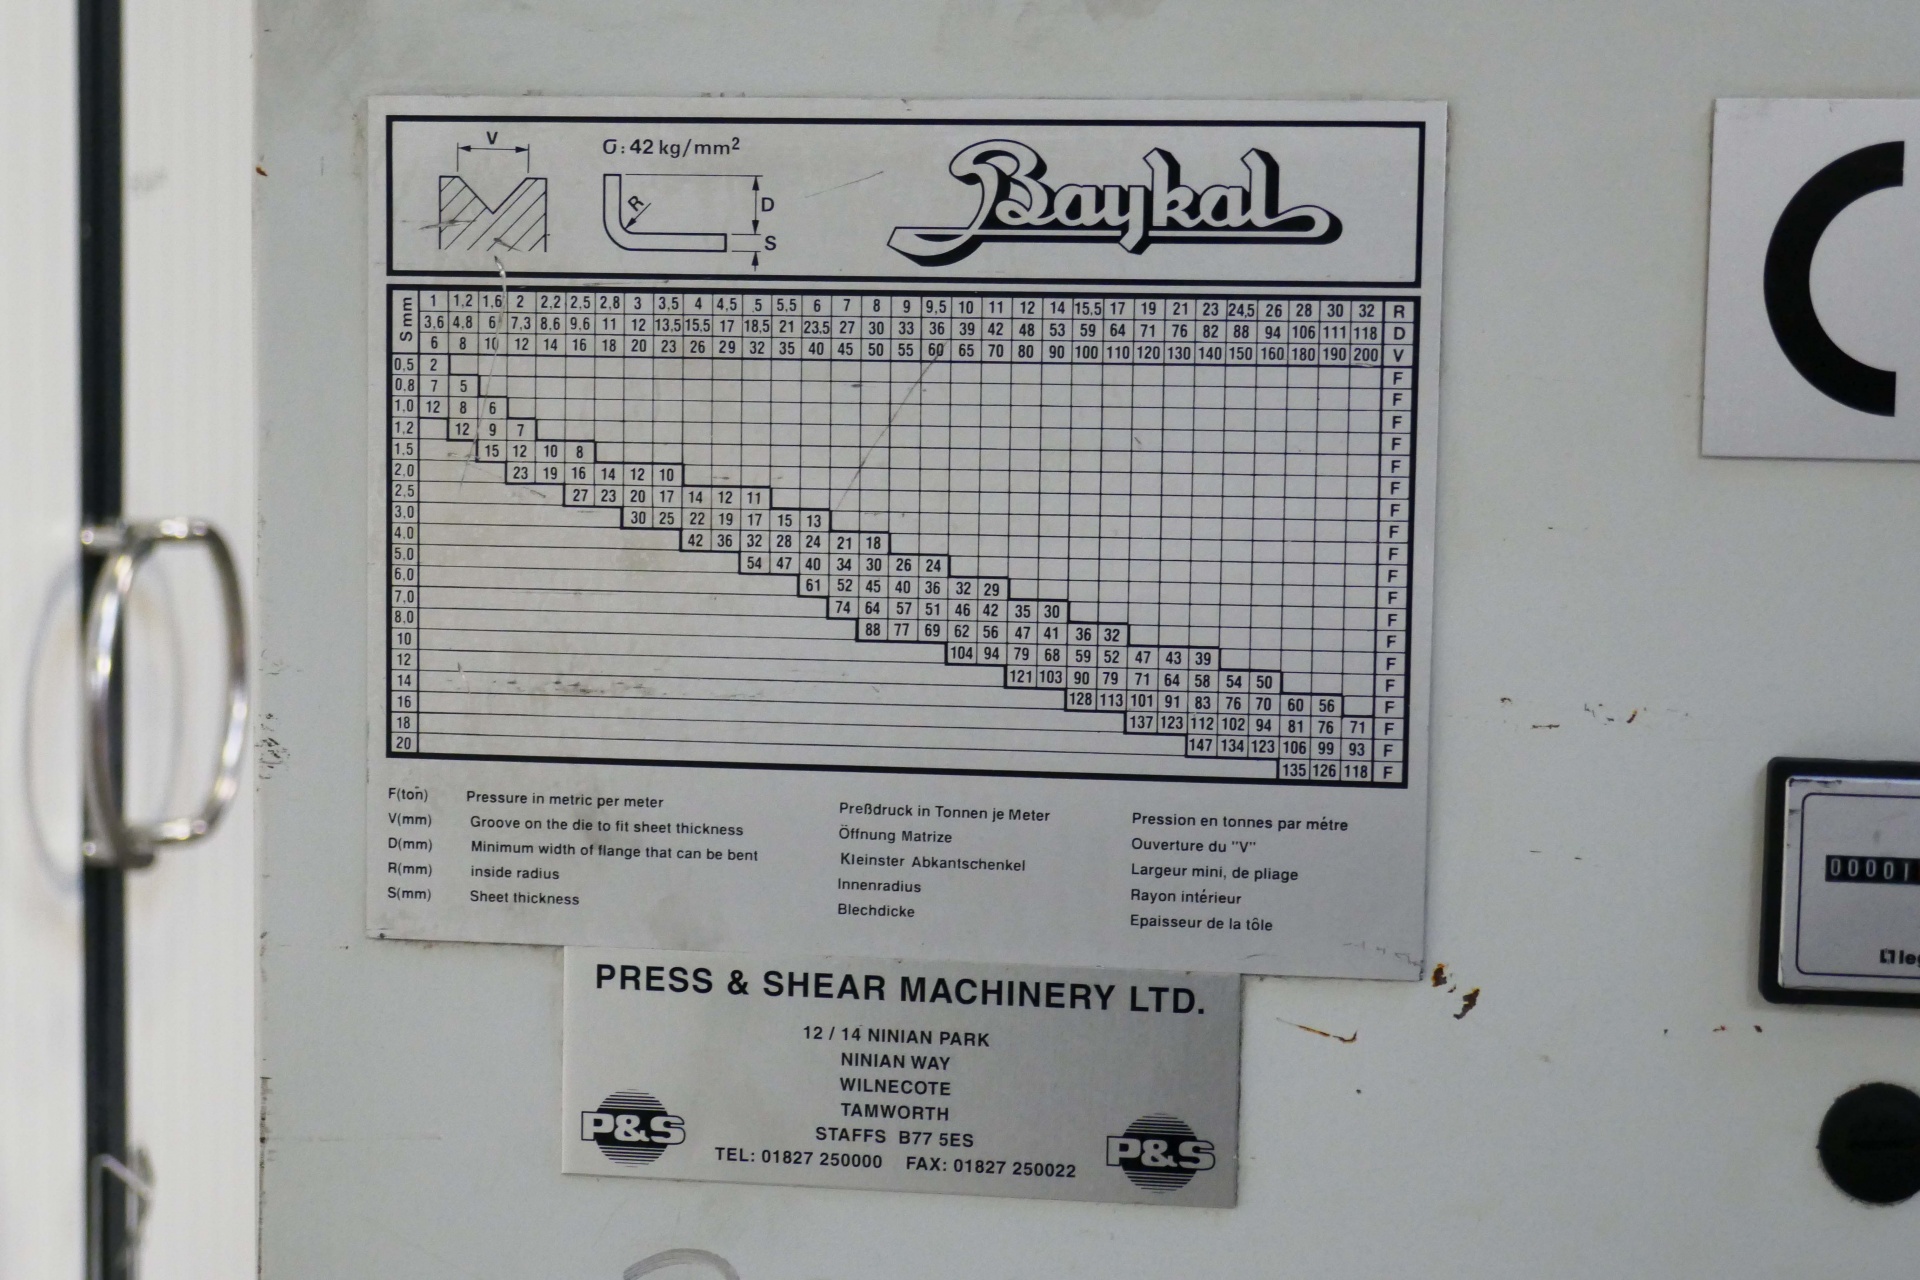 V
σ: 42 kg/mm²
R
D
S
Baykal
S mm 1 1,2 1,6 2 2,2 2,5 2,8 3 3,5 4 4,5 5 5,5 6 7 8 9 9,5 10 11 12 14 15,5 17 19 21 23 24,5 26 28 30 32 R
3,6 4,8 6 7,3 8,6 9,6 11 12 13,5 15,5 17 18,5 21 23,5 27 30 33 36 39 42 48 53 59 64 71 76 82 88 94 106 111 118 D
6 8 10 12 14 16 18 20 23 26 29 32 35 40 45 50 55 60 65 70 80 90 100 110 120 130 140 150 160 180 190 200 V
0,5 2 F
0,8 7 5 F
1,0 12 8 6 F
1,2 12 9 7 F
1,5 15 12 10 8 F
2,0 23 19 16 14 12 10 F
2,5 27 23 20 17 14 12 11 F
3,0 30 25 22 19 17 15 13 F
4,0 42 36 32 28 24 21 18 F
5,0 54 47 40 34 30 26 24 F
6,0 61 52 45 40 36 32 29 F
7,0 74 64 57 51 46 42 35 30 F
8,0 88 77 69 62 56 47 41 36 32 F
10 104 94 79 68 59 52 47 43 39 F
12 121 103 90 79 71 64 58 54 50 F
14 128 113 101 91 83 76 70 60 56 F
16 137 123 112 102 94 81 76 71 F
18 147 134 123 106 99 93 F
20 135 126 118 F
F(ton) Pressure in metric per meter Preßdruck in Tonnen je Meter Pression en tonnes par métre
V(mm) Groove on the die to fit sheet thickness Öffnung Matrize Ouverture du "V"
D(mm) Minimum width of flange that can be bent Kleinster Abkantschenkel Largeur mini, de pliage
R(mm) inside radius Innenradius Rayon intérieur
S(mm) Sheet thickness Blechdicke Epaisseur de la tôle
PRESS & SHEAR MACHINERY LTD.
12 / 14 NINIAN PARK
NINIAN WAY
WILNECOTE
TAMWORTH
STAFFS B77 5ES
TEL: 01827 250000 FAX: 01827 250022
P&S
P&S
C
00001
leg